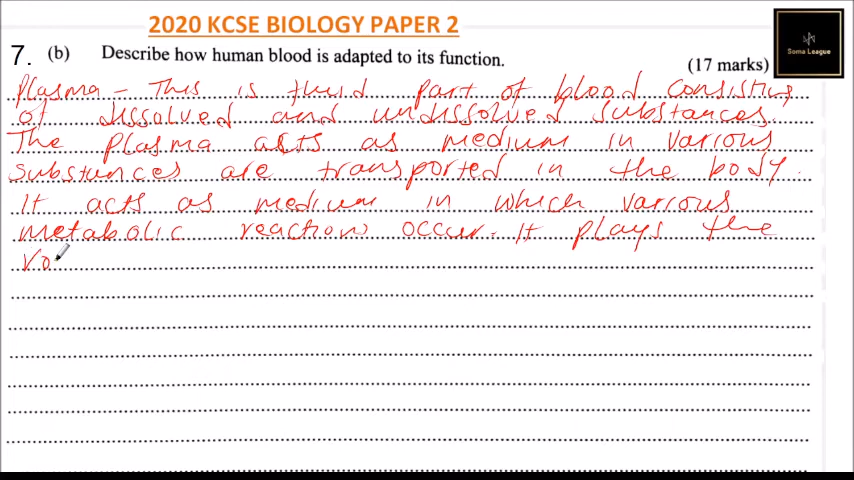 2020 KCSE BIOLOGY PAPER 2
7. (b) Describe how human blood is adapted to its function.
(17 marks)
Soma League
Plasma - This is fluid part of blood consisting
of dissolved and undissolved substances.
The plasma acts as medium in various
substances are transported in the body.
It acts as medium in which various
metabolic reactions occur. It plays the
ro